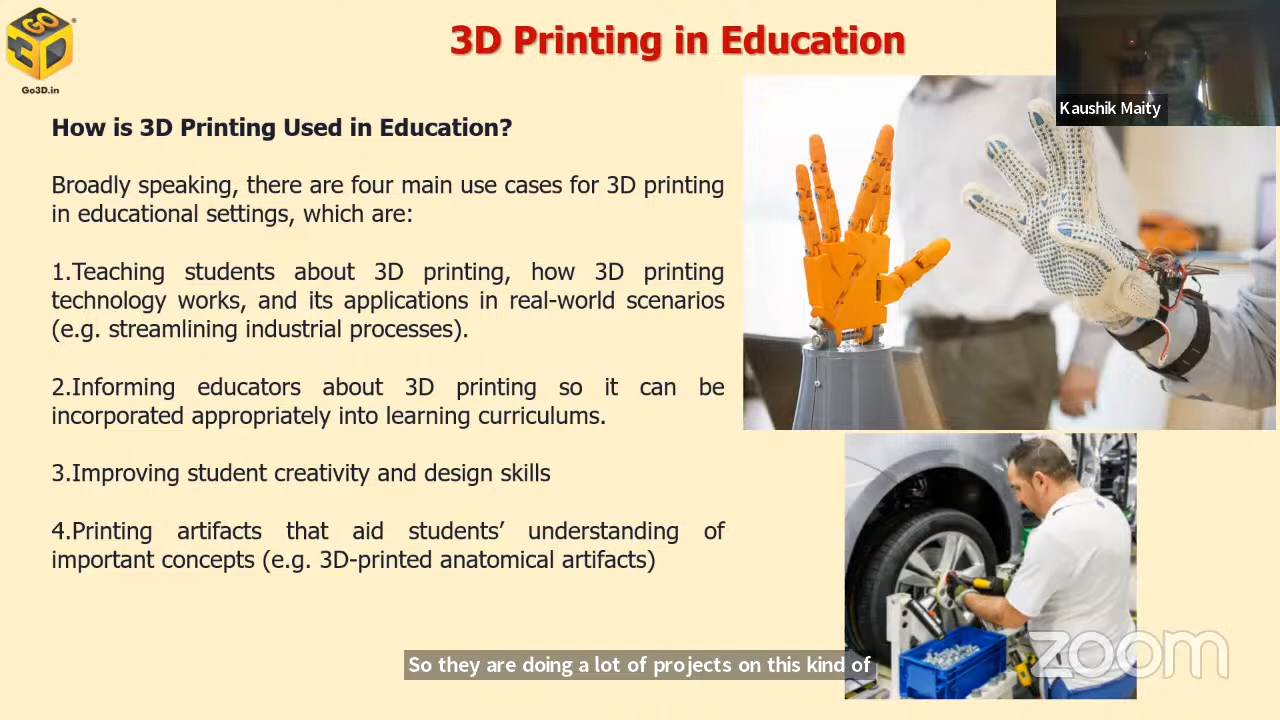 GO
3D
®
Go3D.in
3D Printing in Education
Kaushik Maity
How is 3D Printing Used in Education?
Broadly speaking, there are four main use cases for 3D printing
in educational settings, which are:
1.Teaching students about 3D printing, how 3D printing
technology works, and its applications in real-world scenarios
(e.g. streamlining industrial processes).
2.Informing educators about 3D printing so it can be
incorporated appropriately into learning curriculums.
3.Improving student creativity and design skills
4.Printing artifacts that aid students’ understanding of
important concepts (e.g. 3D-printed anatomical artifacts)
zoom
So they are doing a lot of projects on this kind of